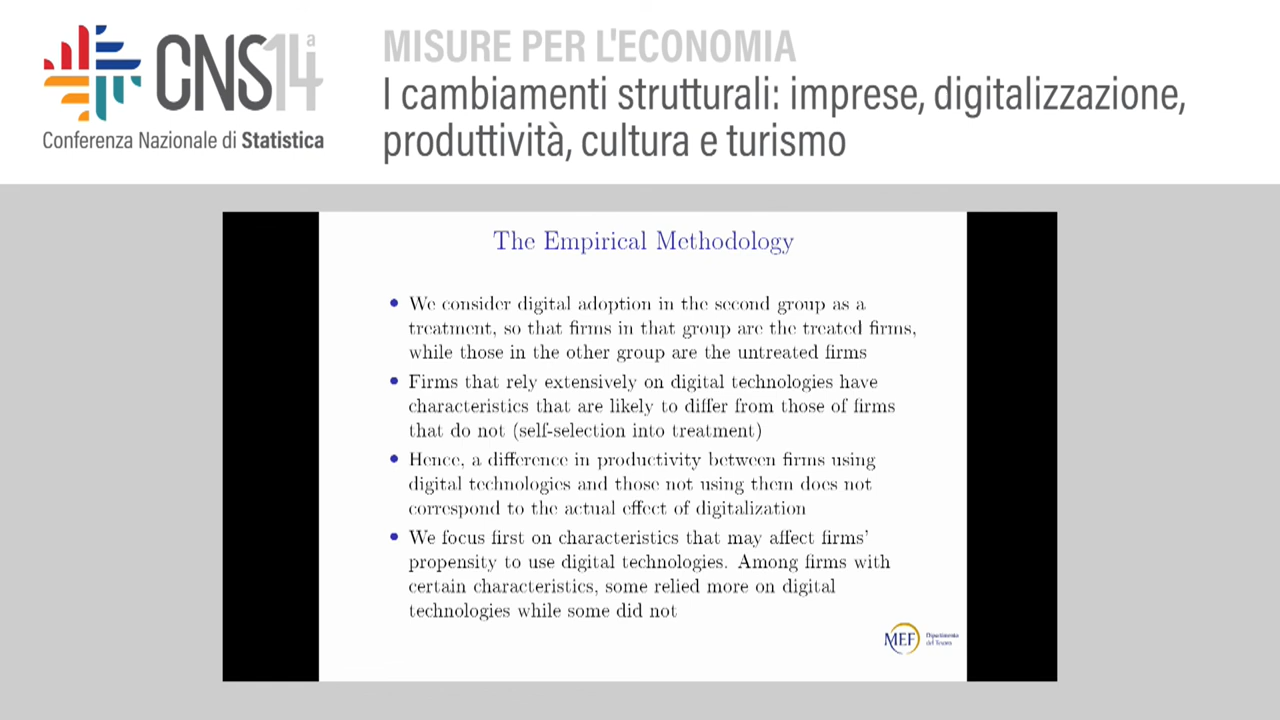 CNS14a
Conferenza Nazionale di Statistica
MISURE PER L'ECONOMIA
I cambiamenti strutturali: imprese, digitalizzazione,
produttività, cultura e turismo
The Empirical Methodology
• We consider digital adoption in the second group as a
treatment, so that firms in that group are the treated firms,
while those in the other group are the untreated firms
• Firms that rely extensively on digital technologies have
characteristics that are likely to differ from those of firms
that do not (self-selection into treatment)
• Hence, a difference in productivity between firms using
digital technologies and those not using them does not
correspond to the actual effect of digitalization
• We focus first on characteristics that may affect firms'
propensity to use digital technologies. Among firms with
certain characteristics, some relied more on digital
technologies while some did not
MEF
Dipartimento
del Tesoro